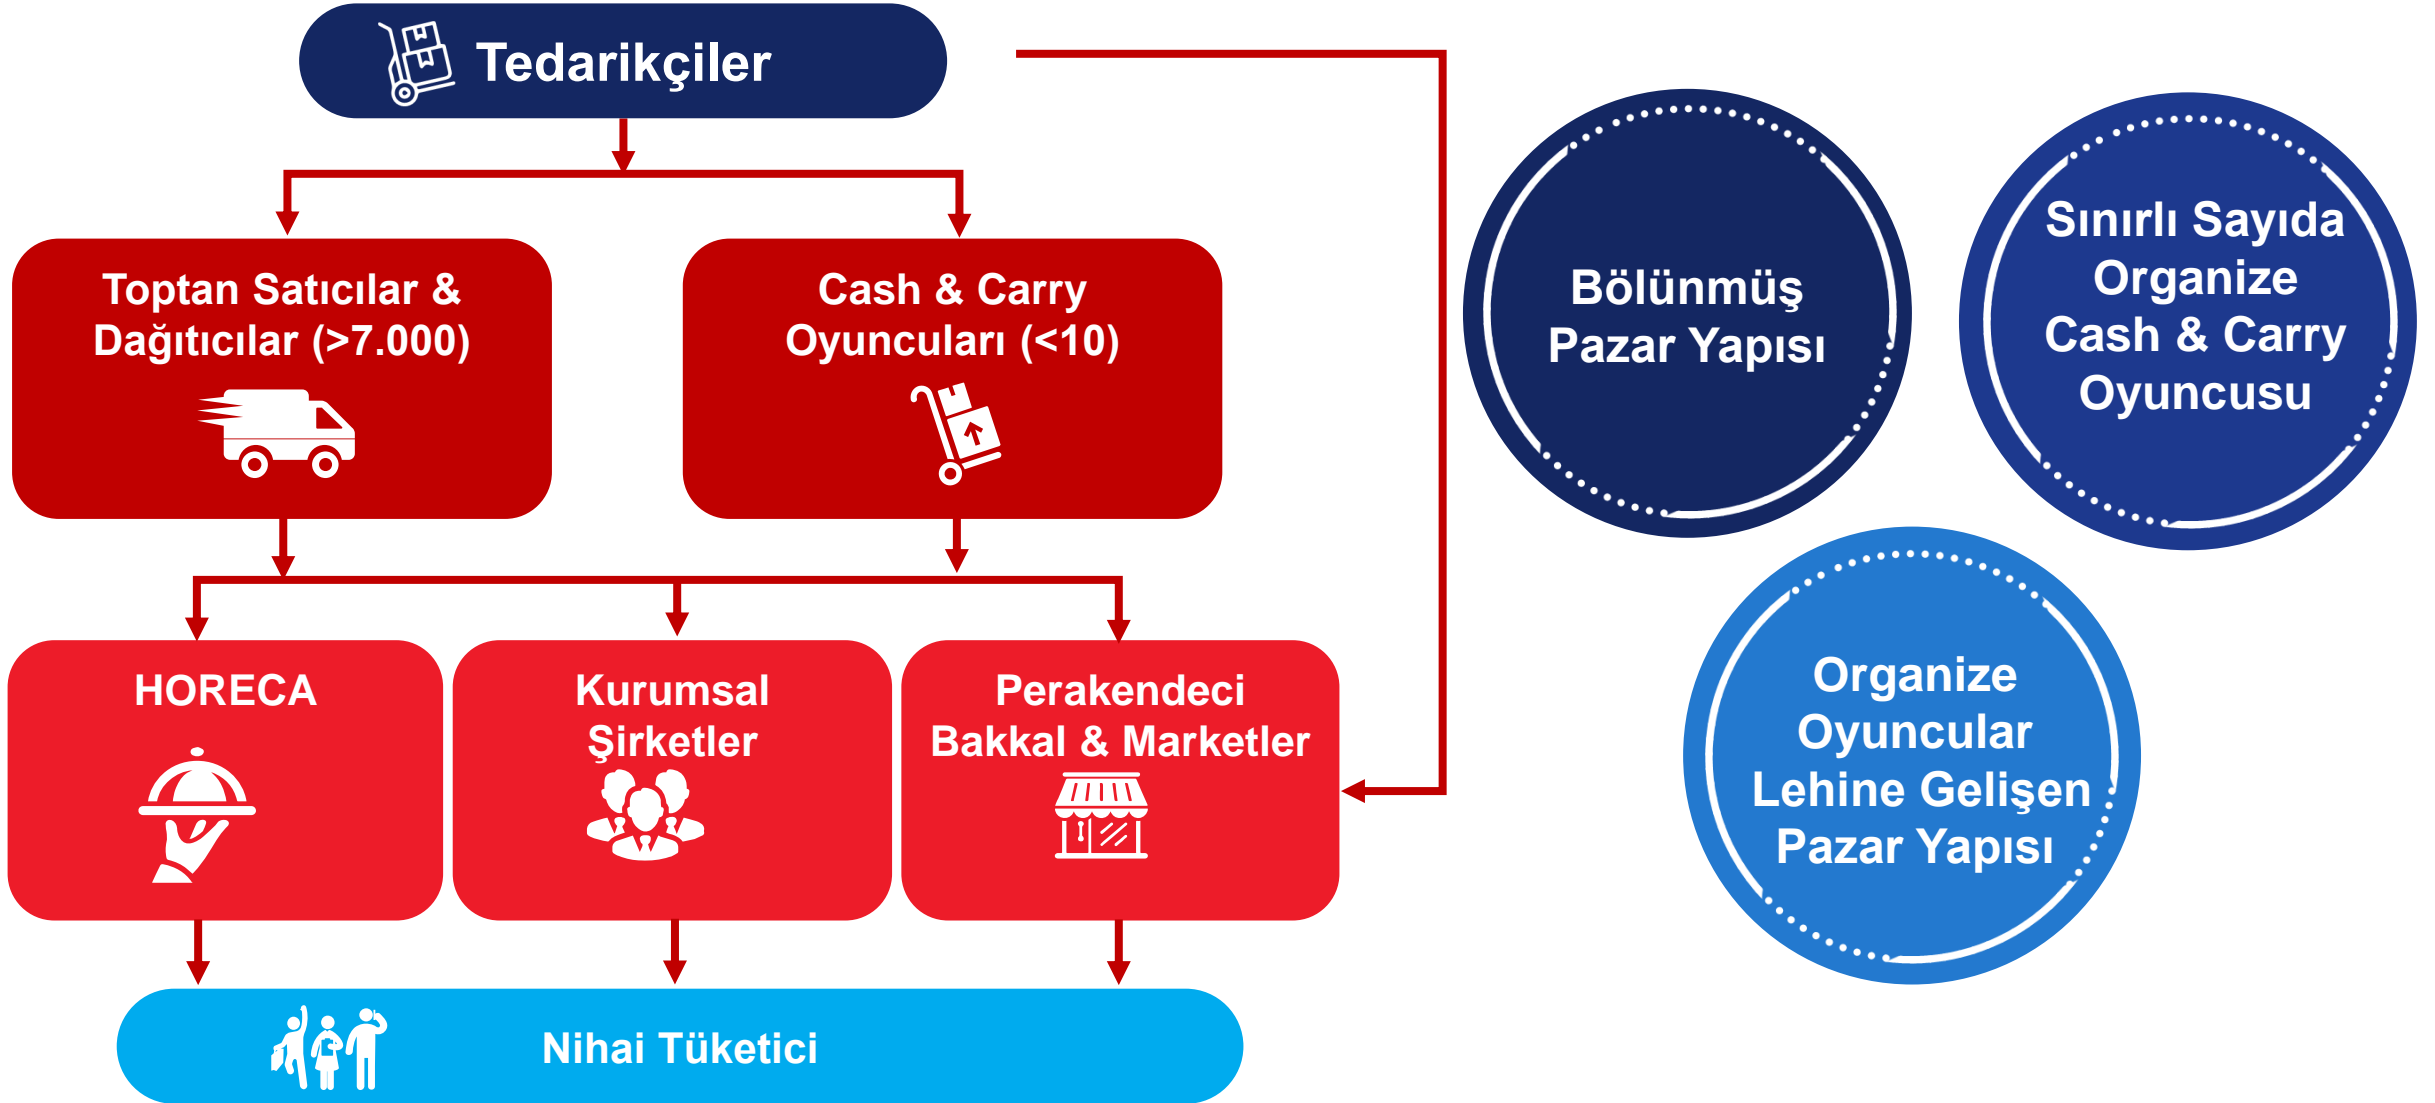 Tedarikçiler
Toptan Satıcılar &
Dağıtıcılar (>7.000)
Cash & Carry
Oyuncuları (<10)
HORECA
Kurumsal
Şirketler
Perakendeci
Bakkal & Marketler
Nihai Tüketici
Bölünmüş
Pazar Yapısı
Sınırlı Sayıda
Organize
Cash & Carry
Oyuncusu
Organize
Oyuncular
Lehine Gelişen
Pazar Yapısı